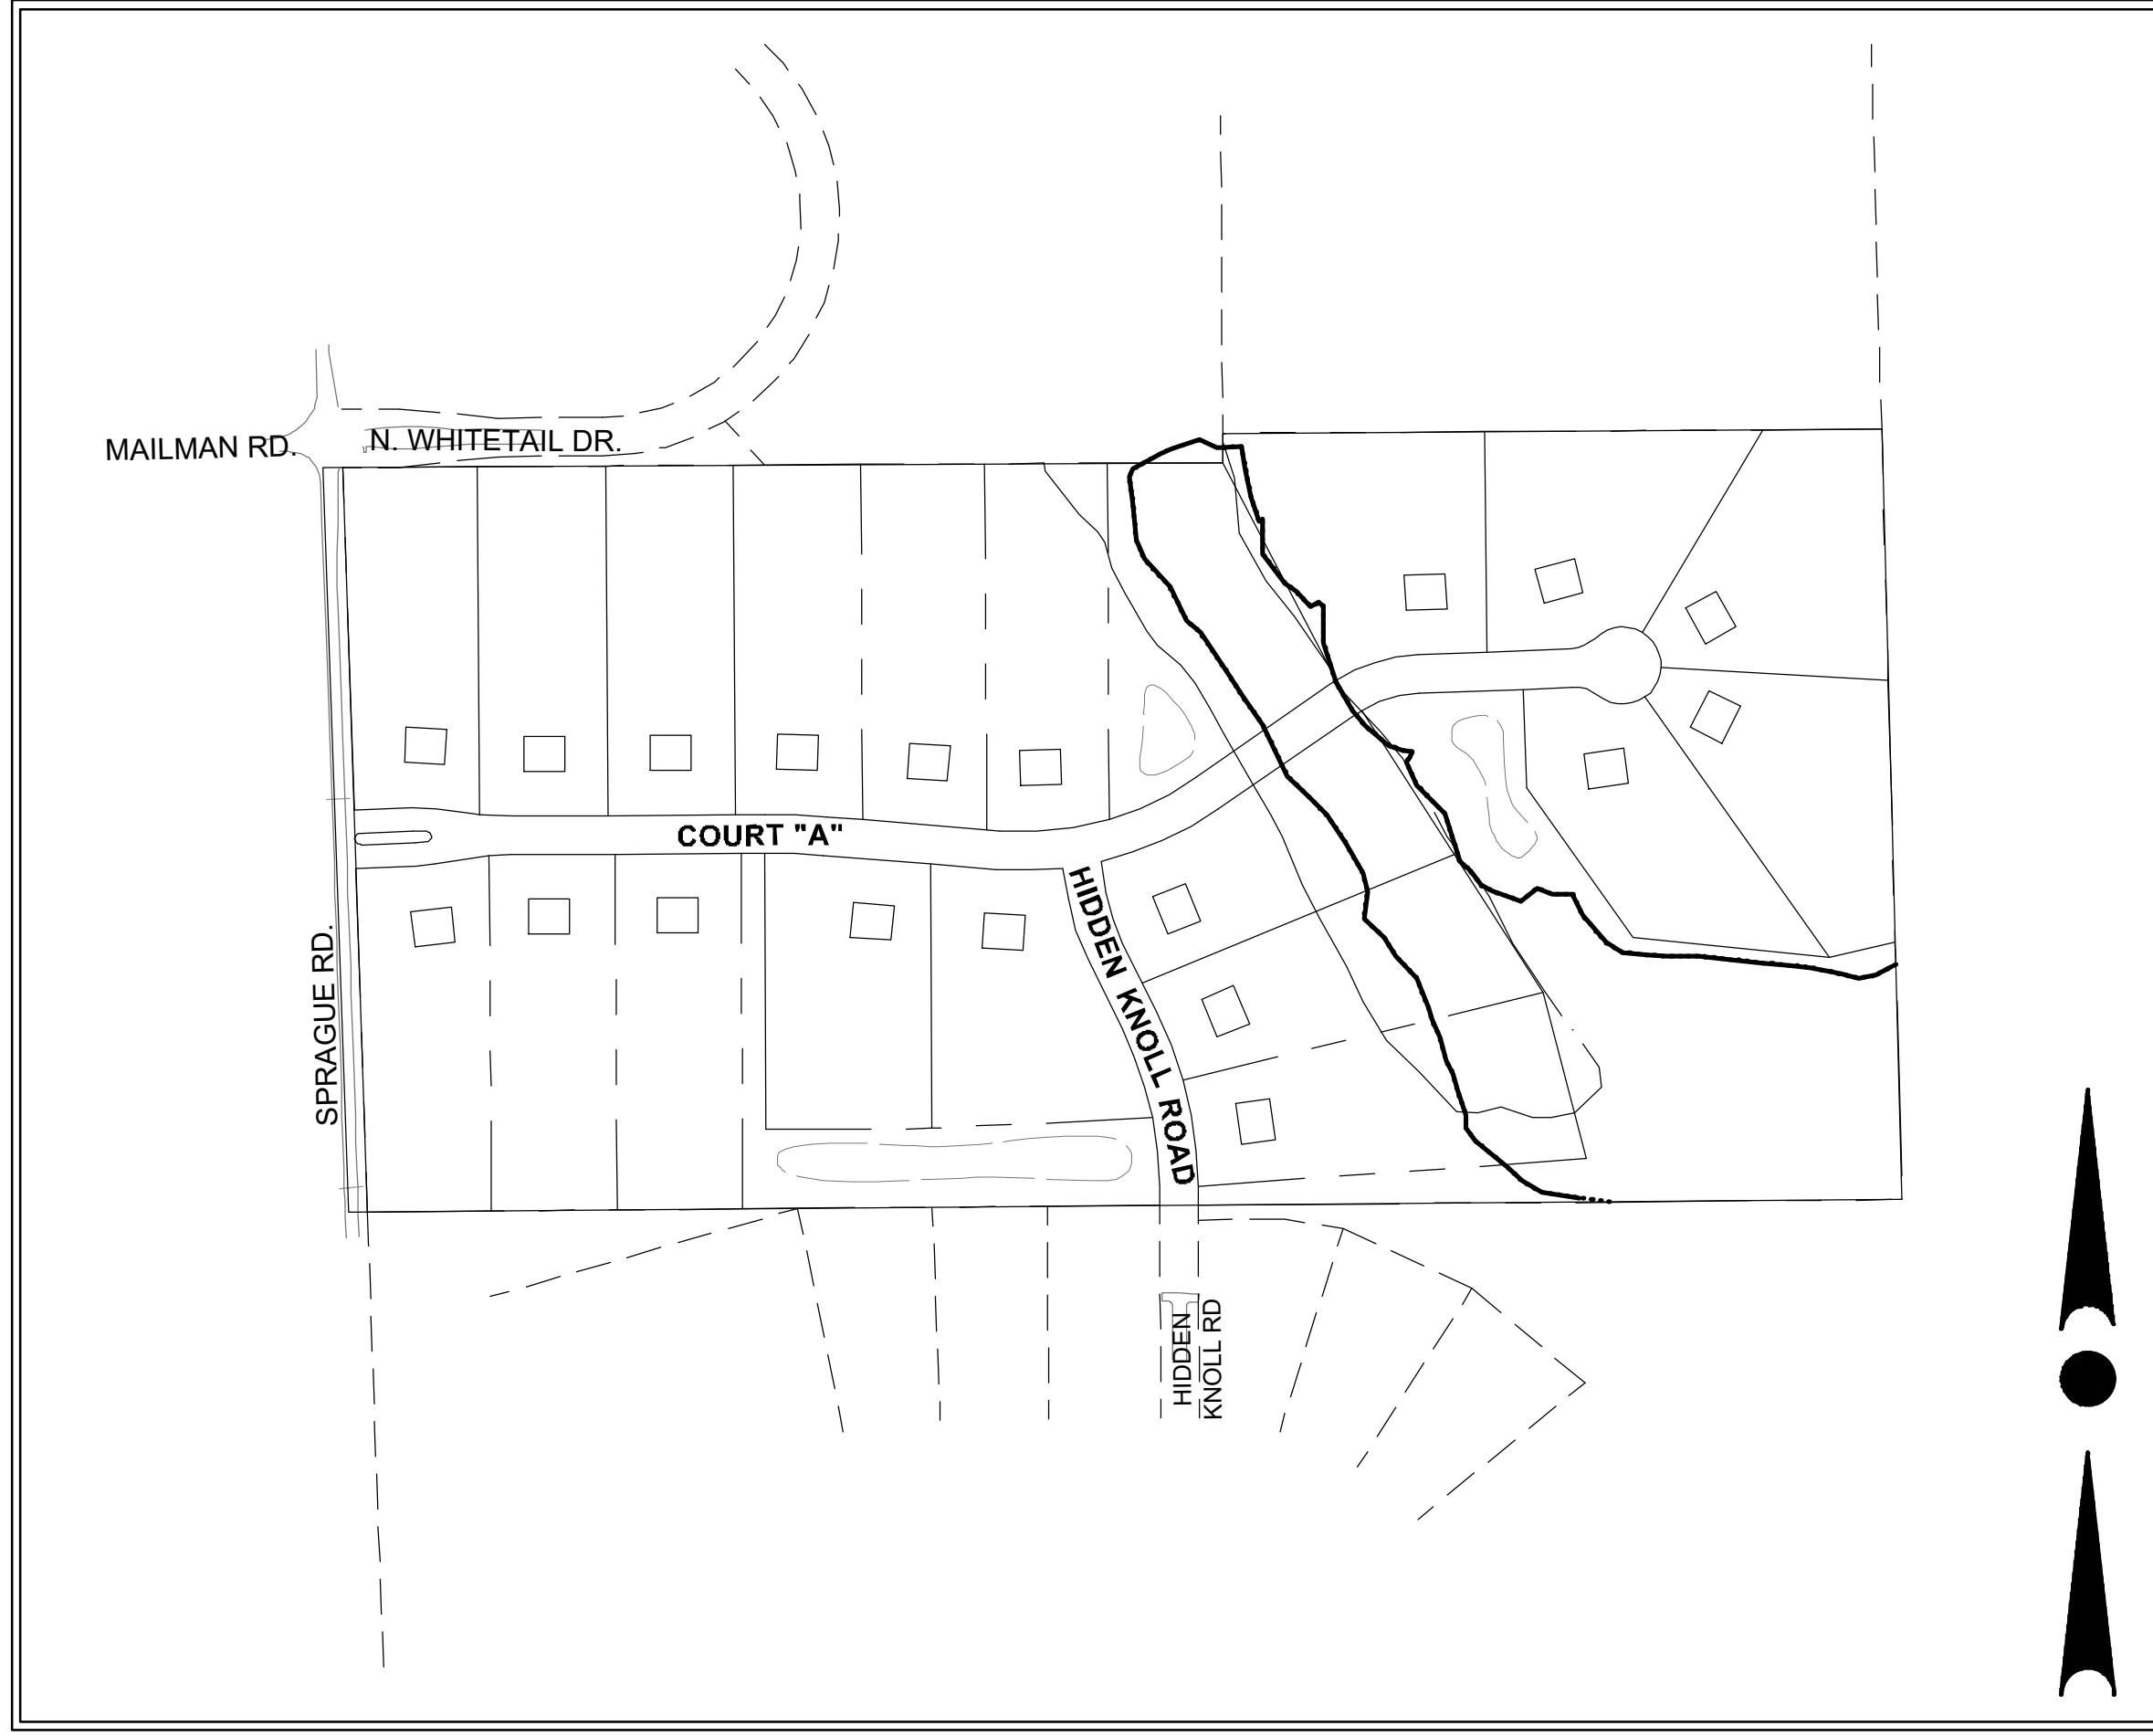 MAILMAN RD.
N. WHITETAIL DR.
COURT "A"
HIDDEN KNOLL ROAD
SPRAGUE RD.
HIDDEN
KNOLL RD